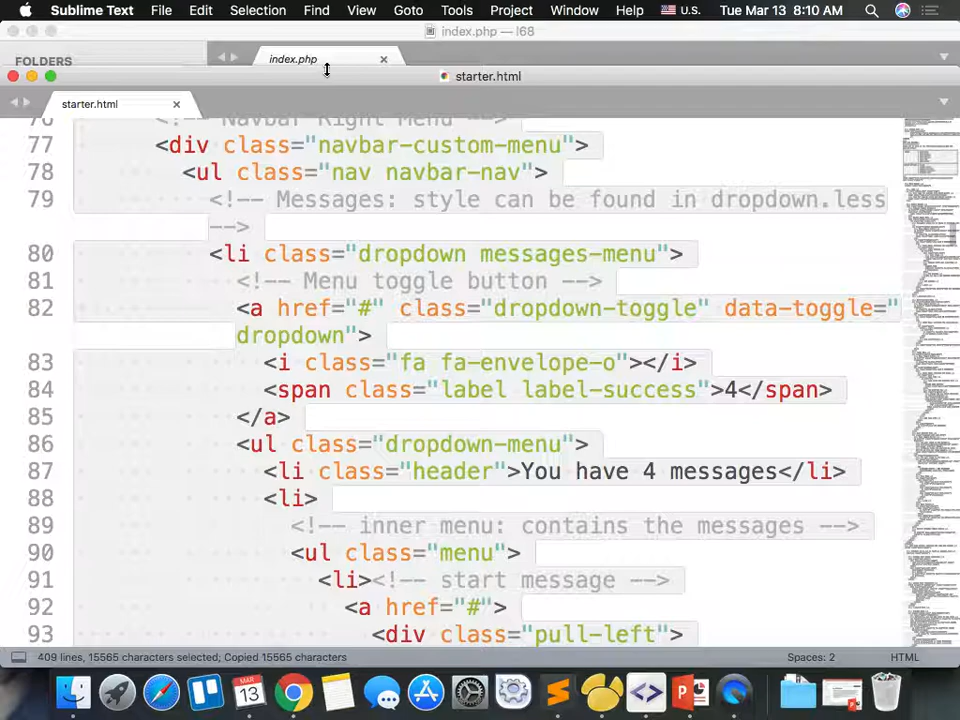 Sublime Text File Edit Selection Find View Goto Tools Project Window Help U.S. Tue Mar 13 8:10 AM
index.php — l68
FOLDERS
index.php
starter.html
starter.html
76 <!-- Navbar Right Menu -->
77 <div class="navbar-custom-menu">
78 <ul class="nav navbar-nav">
79 <!-- Messages: style can be found in dropdown.less
-->
80 <li class="dropdown messages-menu">
81 <!-- Menu toggle button -->
82 <a href="#" class="dropdown-toggle" data-toggle="
dropdown">
83 <i class="fa fa-envelope-o"></i>
84 <span class="label label-success">4</span>
85 </a>
86 <ul class="dropdown-menu">
87 <li class="header">You have 4 messages</li>
88 <li>
89 <!-- inner menu: contains the messages -->
90 <ul class="menu">
91 <li><!-- start message -->
92 <a href="#">
93 <div class="pull-left">
409 lines, 15565 characters selected; Copied 15565 characters Spaces: 2 HTML
MAR
13